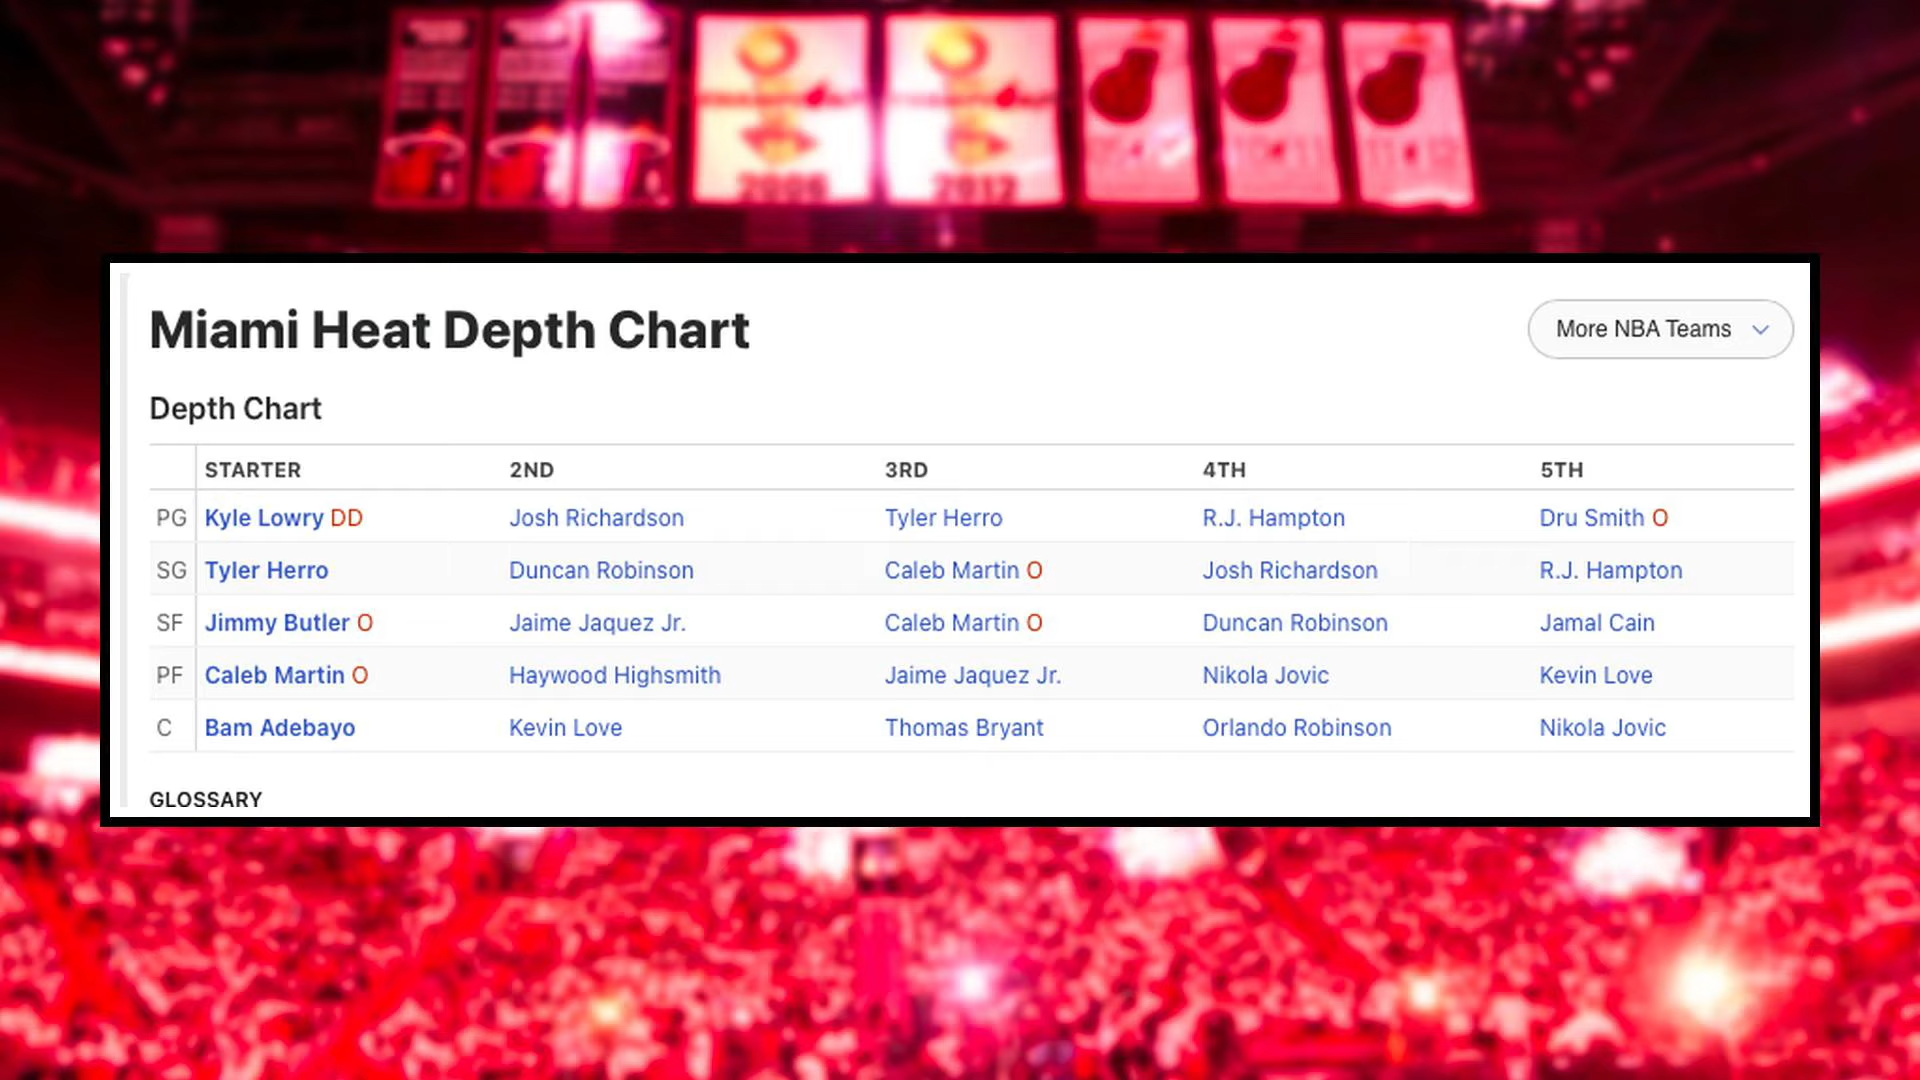 2006 2012
Miami Heat Depth Chart
More NBA Teams
Depth Chart
STARTER 2ND 3RD 4TH 5TH
PG Kyle Lowry DD Josh Richardson Tyler Herro R.J. Hampton Dru Smith O
SG Tyler Herro Duncan Robinson Caleb Martin O Josh Richardson R.J. Hampton
SF Jimmy Butler O Jaime Jaquez Jr. Caleb Martin O Duncan Robinson Jamal Cain
PF Caleb Martin O Haywood Highsmith Jaime Jaquez Jr. Nikola Jovic Kevin Love
C Bam Adebayo Kevin Love Thomas Bryant Orlando Robinson Nikola Jovic
GLOSSARY